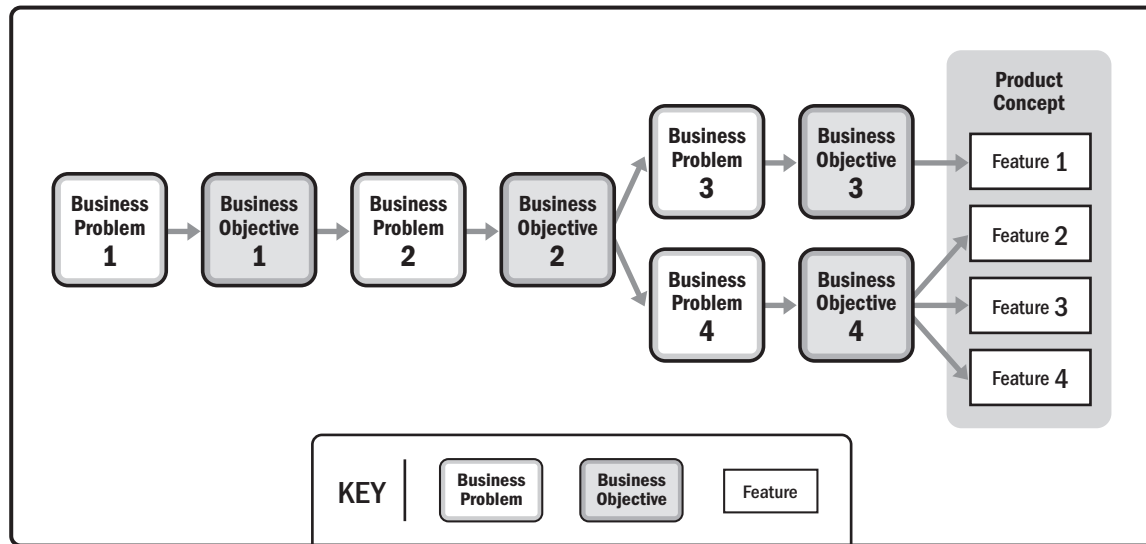 Product
Concept
Business
Problem
3
Business
Objective
3
Feature 1
Business
Problem
1
Business
Objective
1
Business
Problem
2
Business
Objective
2
Feature 2
Business
Problem
4
Business
Objective
4
Feature 3
Feature 4
KEY
Business
Problem
Business
Objective
Feature